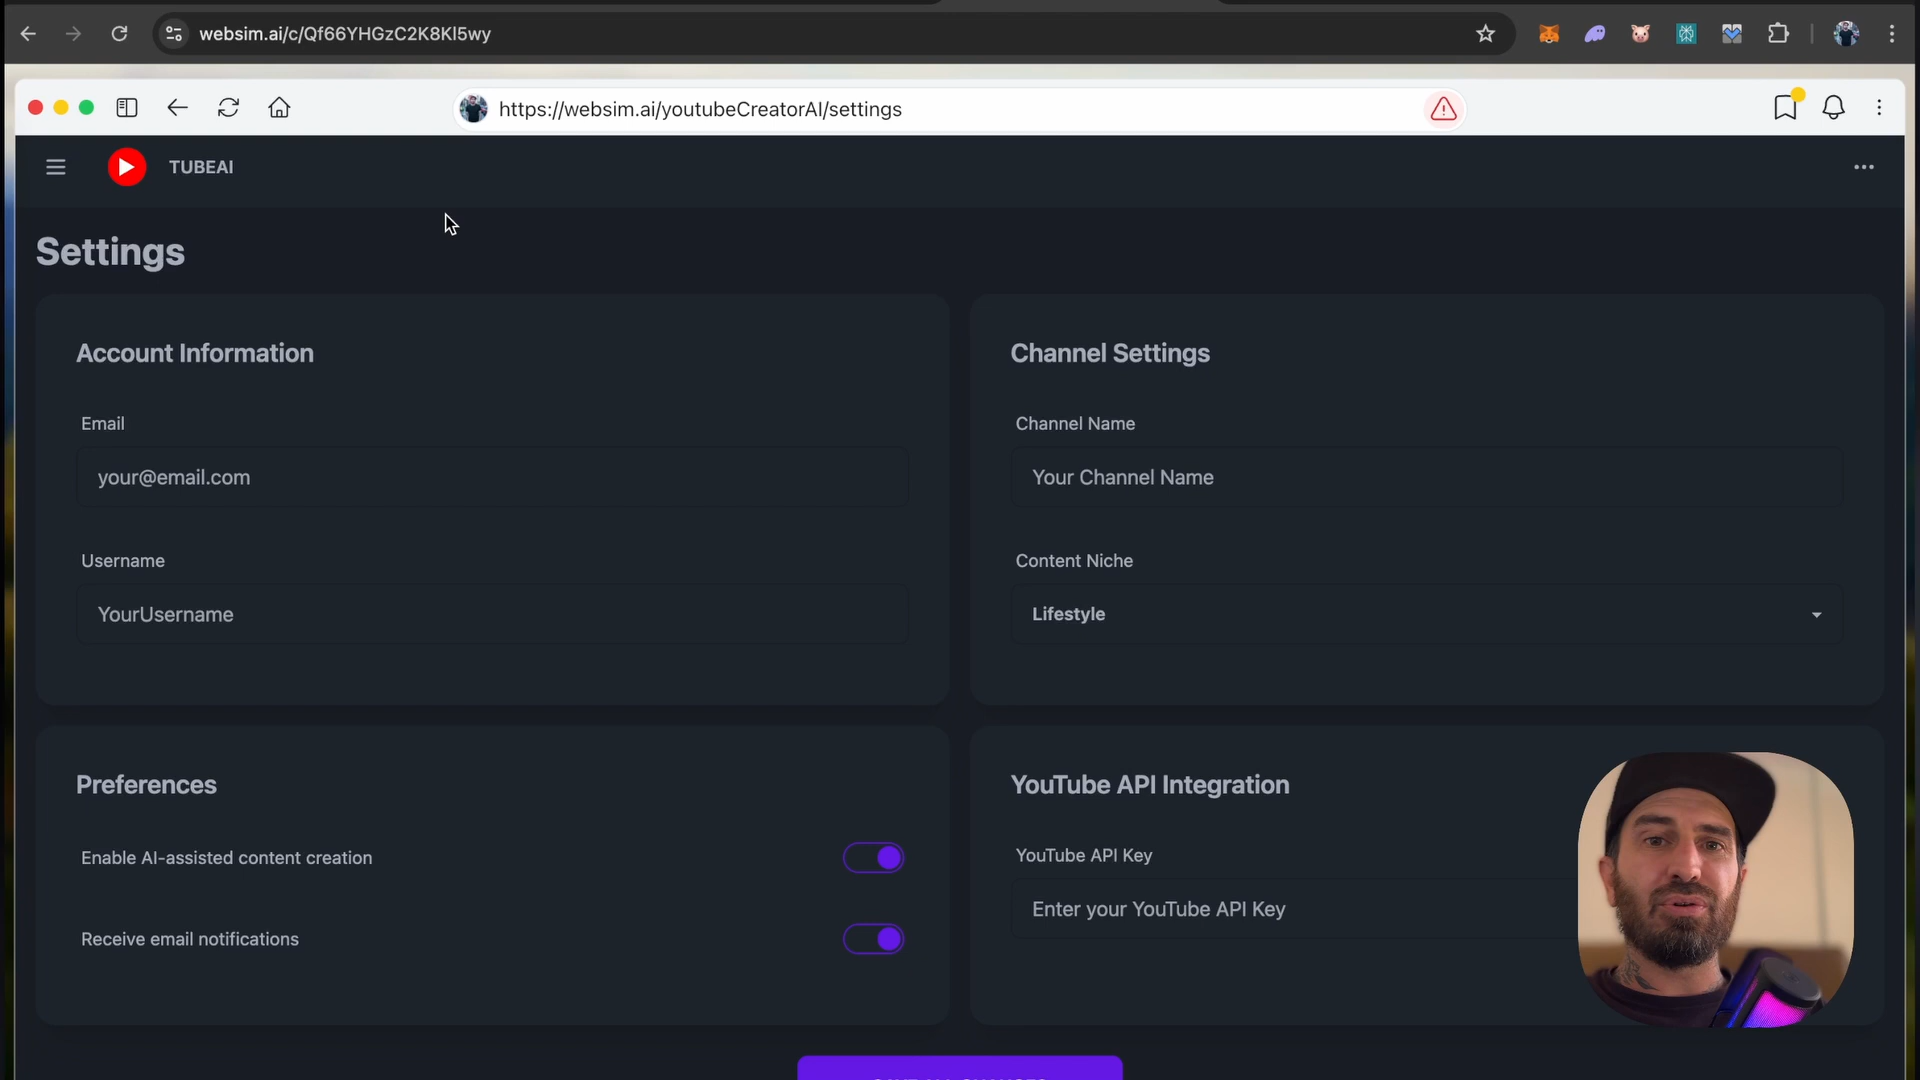 websim.ai/c/Qf66YHGzC2K8Kl5wy
https://websim.ai/youtubeCreatorAI/settings
TUBEAI
Settings
Account Information
Email
your@email.com
Username
YourUsername
Channel Settings
Channel Name
Your Channel Name
Content Niche
Lifestyle
Preferences
Enable AI-assisted content creation
Receive email notifications
YouTube API Integration
YouTube API Key
Enter your YouTube API Key